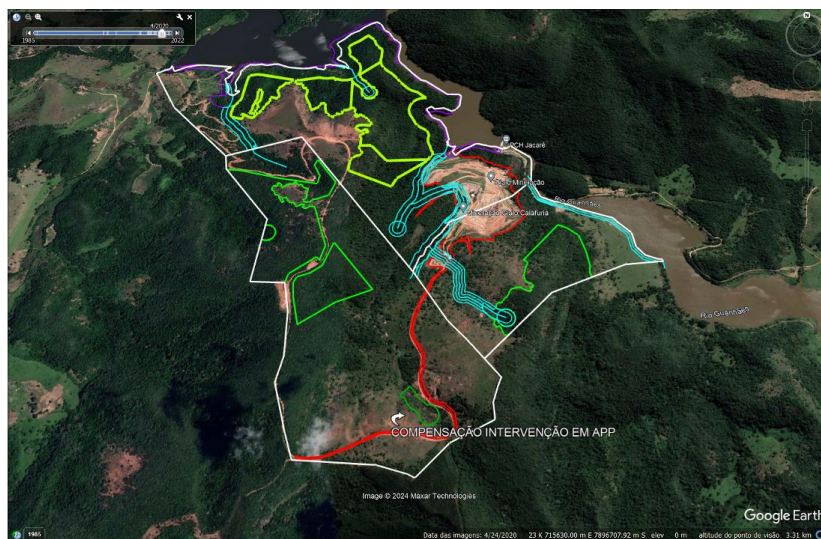 4/2020
1985
2022
N
PCH Jacaré
Mineração
Rio Guanhães
Rio Guanhães
COMPENSAÇÃO INTERVENÇÃO EM APP
Image © 2024 Maxar Technologies
Google Earth
1985
Data das imagens: 4/24/2020 23 K 715630.00 m E 7896707.92 m S elev 0 m altitude do ponto de visão 3.31 km